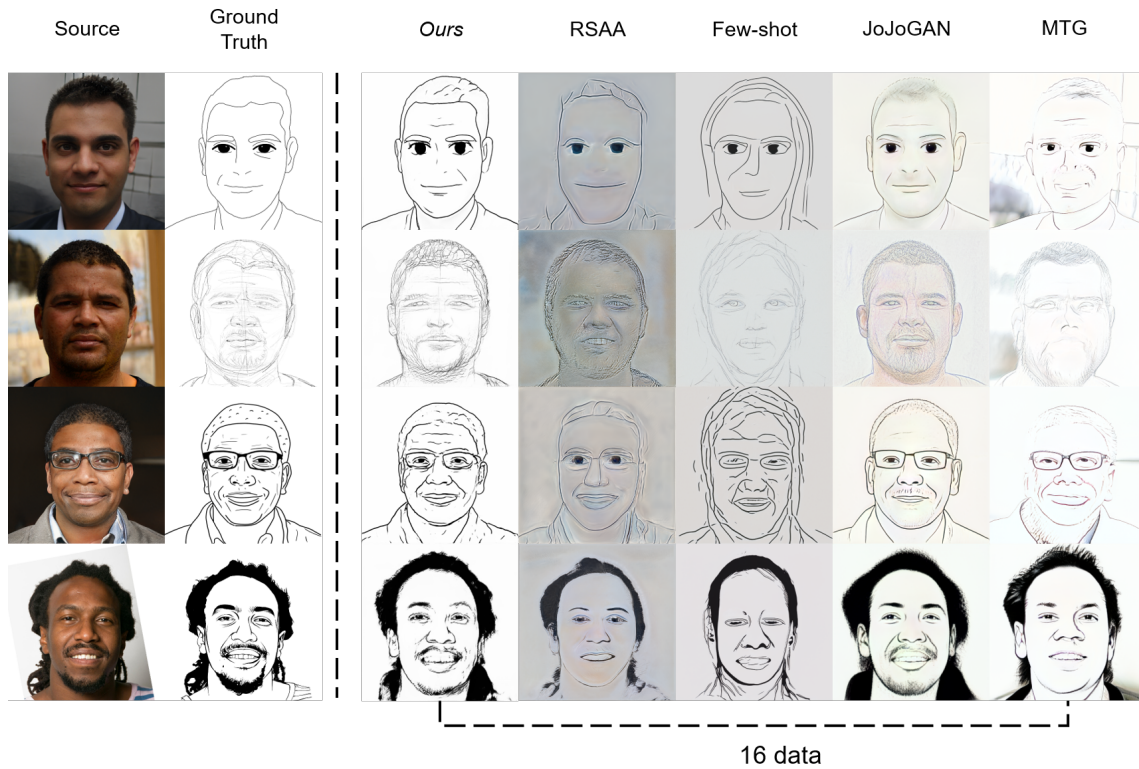 Source
Ground
Truth
Ours
RSAA
Few-shot
JoJoGAN
MTG
16 data